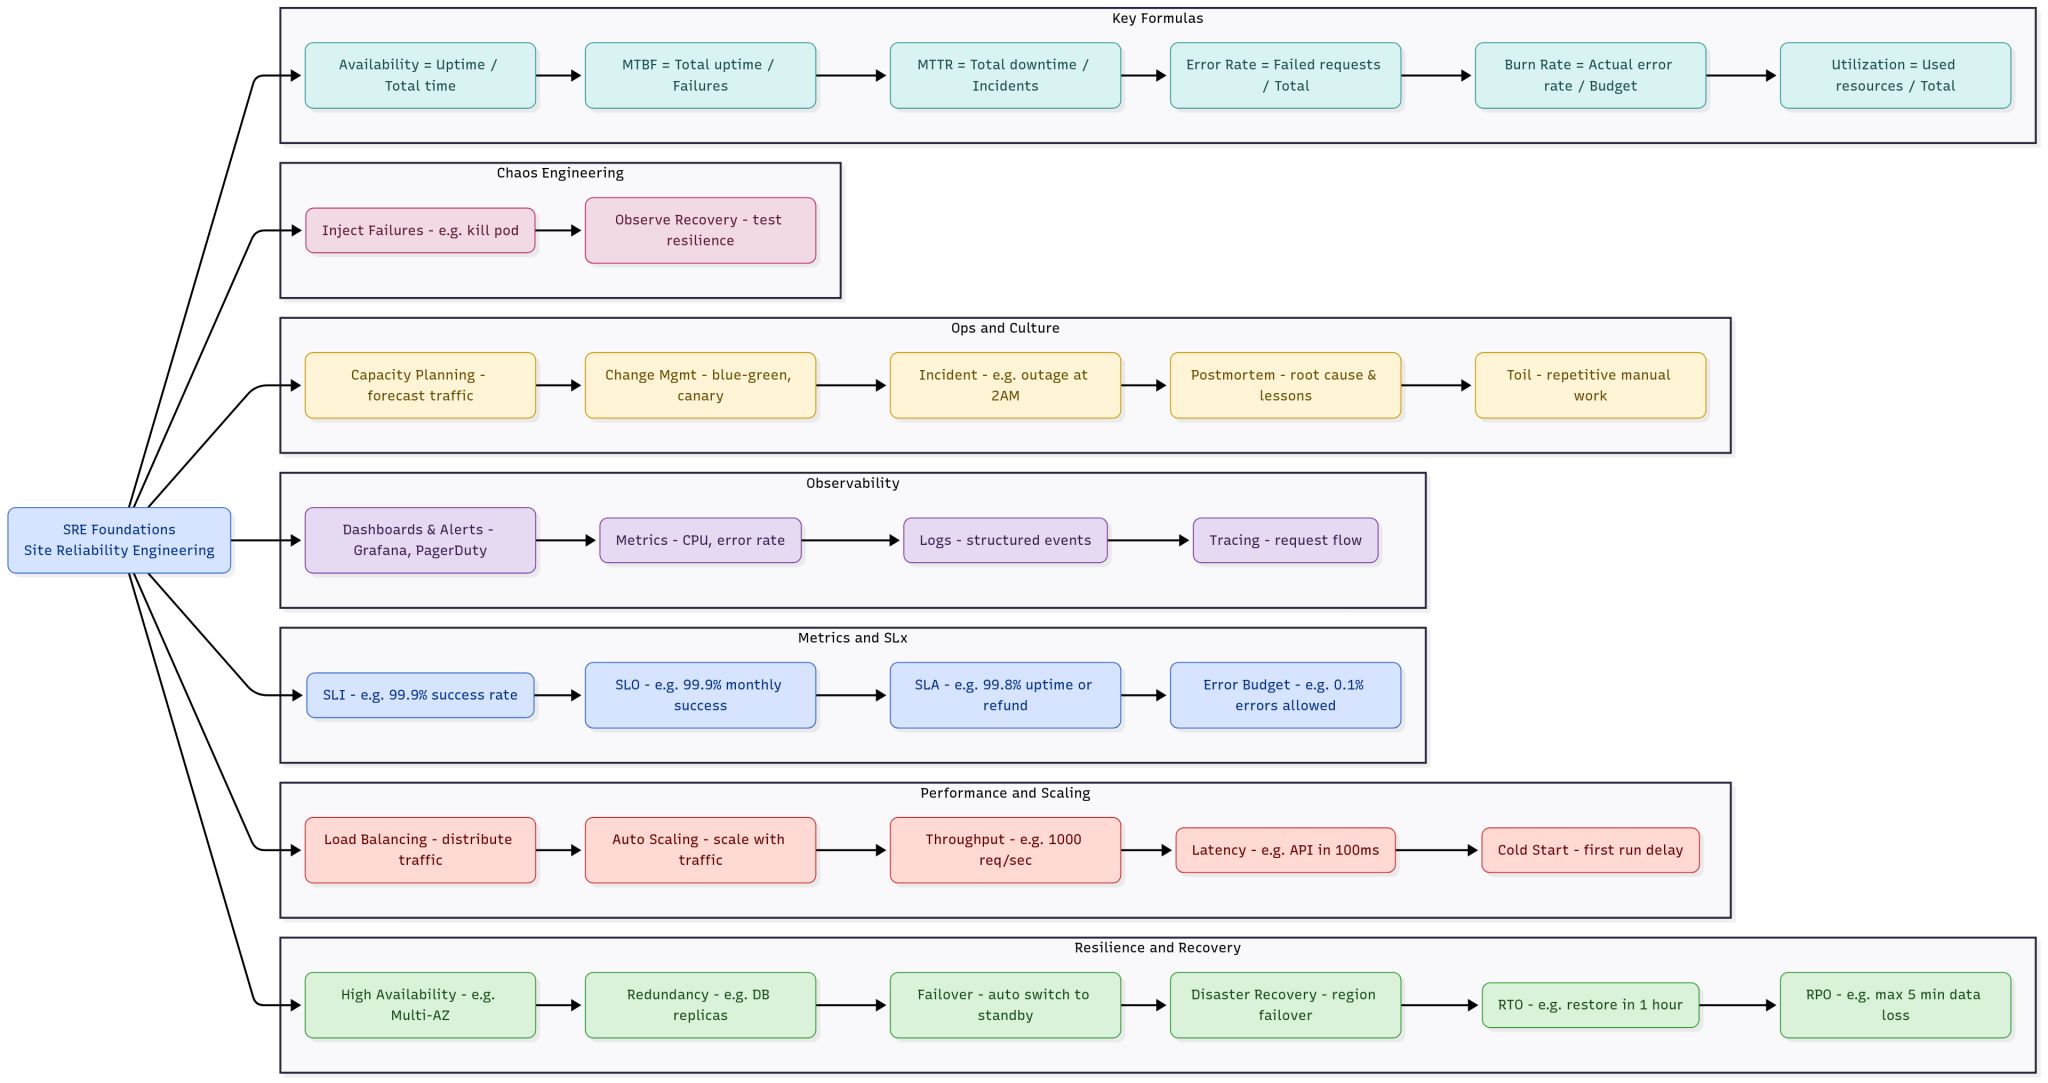 Key Formulas
Availability = Uptime /
Total time
MTBF = Total uptime /
Failures
MTTR = Total downtime /
Incidents
Error Rate = Failed requests
/ Total
Burn Rate = Actual error
rate / Budget
Utilization = Used
resources / Total
Chaos Engineering
Inject Failures - e.g. kill pod
Observe Recovery - test
resilience
Ops and Culture
Capacity Planning -
forecast traffic
Change Mgmt - blue-green,
canary
Incident - e.g. outage at
2AM
Postmortem - root cause &
lessons
Toil - repetitive manual
work
SRE Foundations
Site Reliability Engineering
Observability
Dashboards & Alerts -
Grafana, PagerDuty
Metrics - CPU, error rate
Logs - structured events
Tracing - request flow
Metrics and SLx
SLI - e.g. 99.9% success rate
SLO - e.g. 99.9% monthly
success
SLA - e.g. 99.8% uptime or
refund
Error Budget - e.g. 0.1%
errors allowed
Performance and Scaling
Load Balancing - distribute
traffic
Auto Scaling - scale with
traffic
Throughput - e.g. 1000
req/sec
Latency - e.g. API in 100ms
Cold Start - first run delay
Resilience and Recovery
High Availability - e.g.
Multi-AZ
Redundancy - e.g. DB
replicas
Failover - auto switch to
standby
Disaster Recovery - region
failover
RTO - e.g. restore in 1 hour
RPO - e.g. max 5 min data
loss